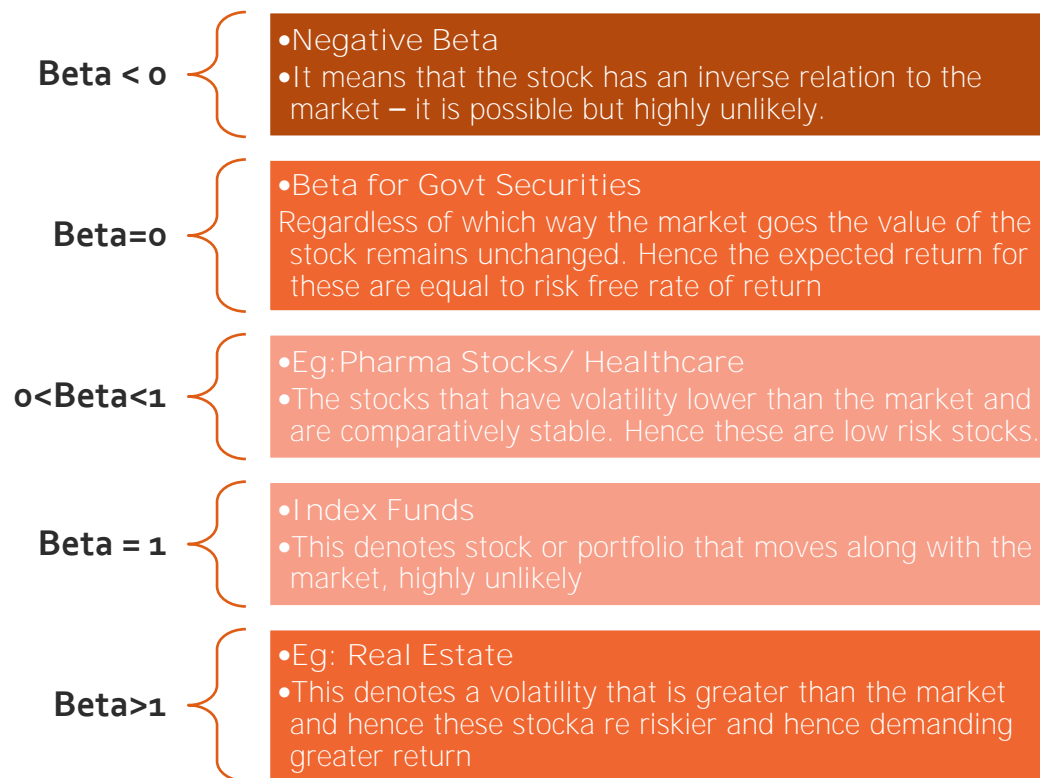 Beta < 0
•Negative Beta
•It means that the stock has an inverse relation to the
market – it is possible but highly unlikely.
Beta=0
•Beta for Govt Securities
Regardless of which way the market goes the value of the
stock remains unchanged. Hence the expected return for
these are equal to risk free rate of return
0<Beta<1
•Eg:Pharma Stocks/ Healthcare
•The stocks that have volatility lower than the market and
are comparatively stable. Hence these are low risk stocks.
Beta = 1
•Index Funds
•This denotes stock or portfolio that moves along with the
market, highly unlikely
Beta>1
•Eg: Real Estate
•This denotes a volatility that is greater than the market
and hence these stocka re riskier and hence demanding
greater return